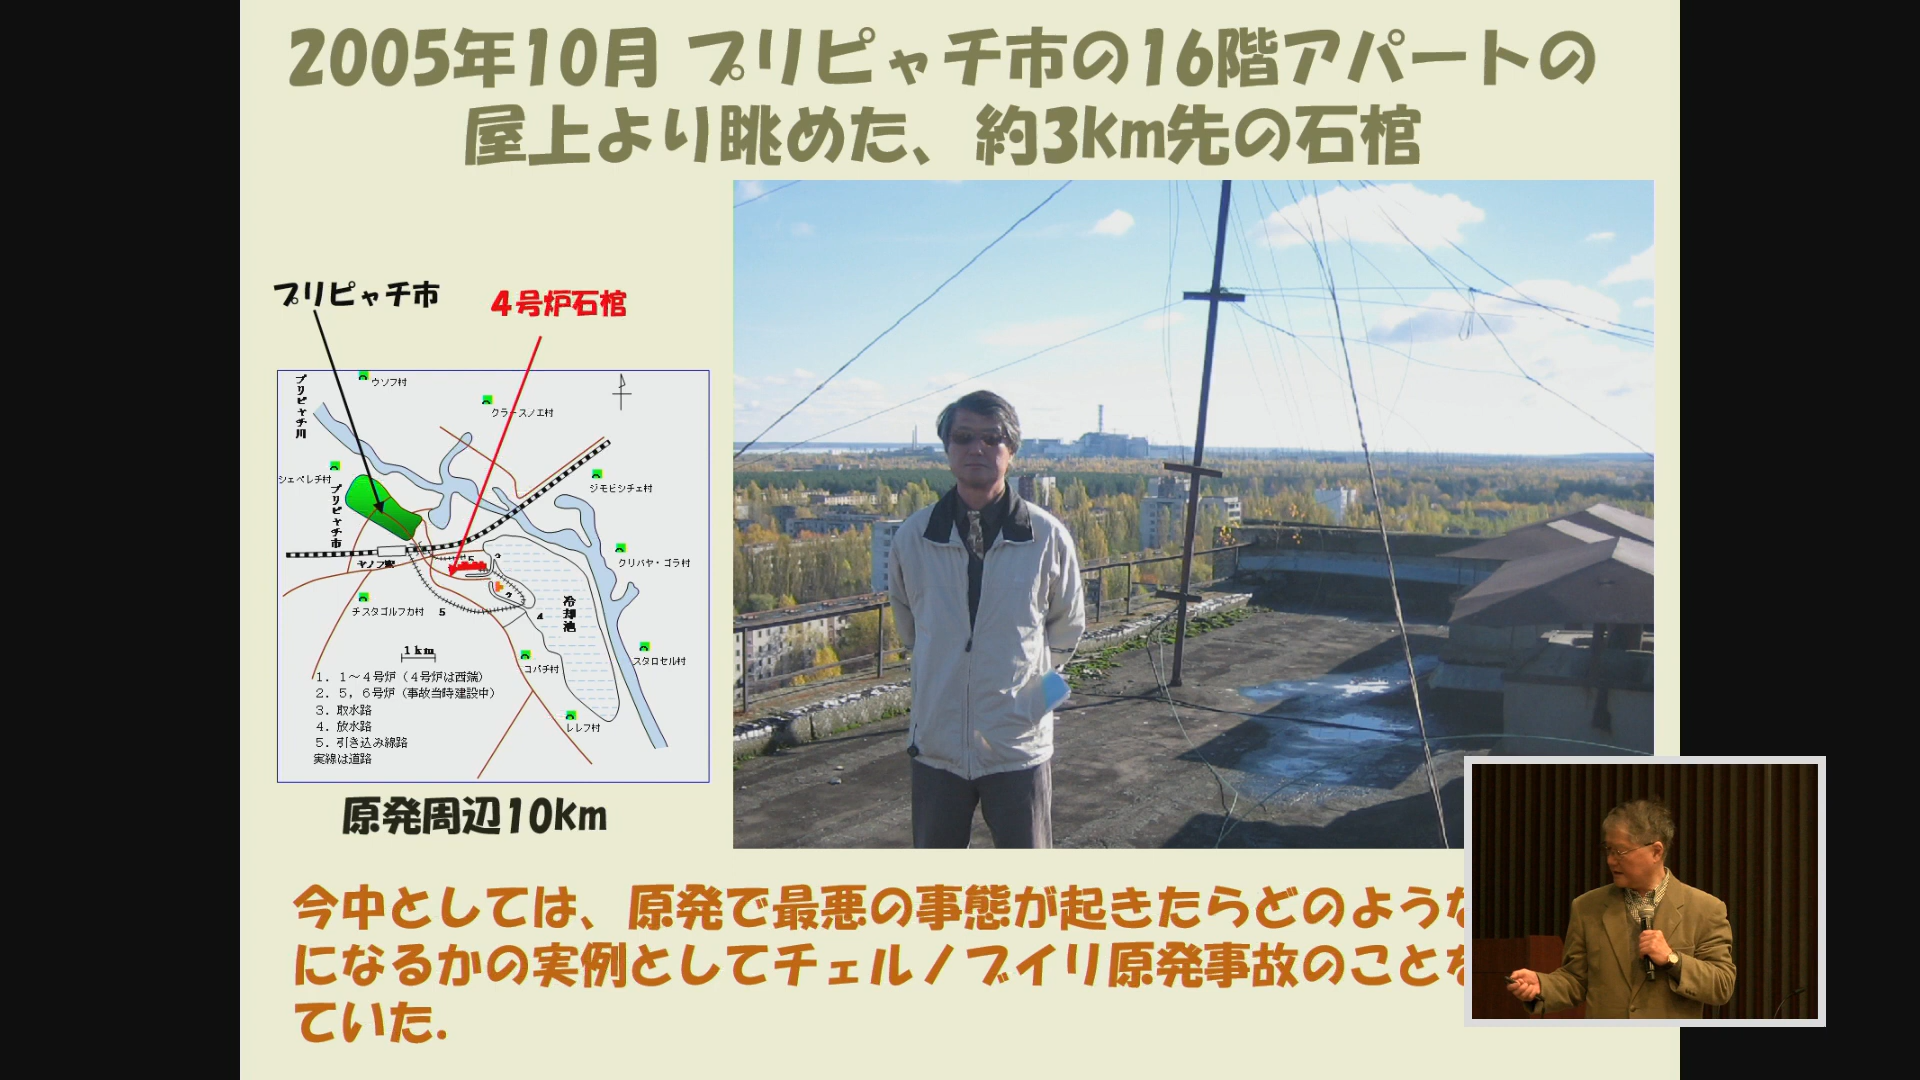 2005年10月 プリピャチ市の16階アパートの
屋上より眺めた、約3km先の石棺
プリピャチ市
4号炉石棺
プリピャチ川
ウソフ村
クラースノエ村
シェペレチ村
プリピャチ市
ジモビシチェ村
ヤノフ駅
クリバヤ・ゴラ村
チスタゴルフカ村
5
5
3
2
4
冷却池
1km
コパチ村
スタロセル村
レレフ村
1. 1〜4号炉(4号炉は西端)
2. 5,6号炉(事故当時建設中)
3. 取水路
4. 放水路
5. 引き込み線路
実線は道路
原発周辺10km
今中としては、原発で最悪の事態が起きたらどのような
になるかの実例としてチェルノブイリ原発事故のことを
ていた.